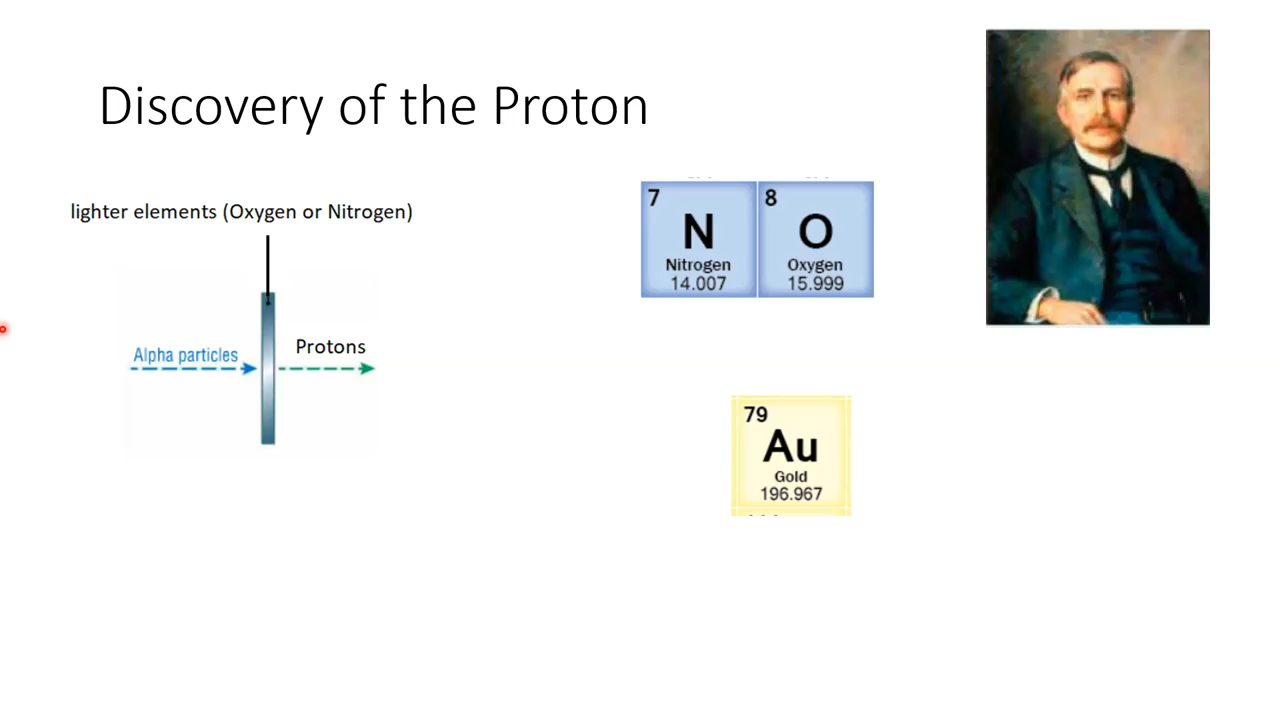 Discovery of the Proton
lighter elements (Oxygen or Nitrogen)
Alpha particles
Protons
7
N
Nitrogen
14.007
8
O
Oxygen
15.999
79
Au
Gold
196.967